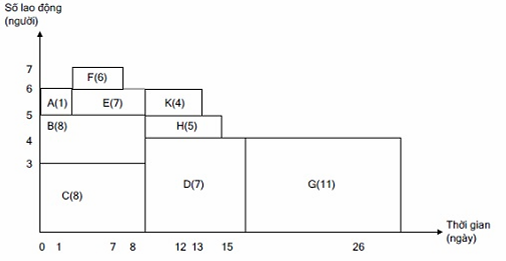 Số lao động
(người)
7
F(6)
6
A(1)
E(7)
K(4)
5
B(8)
H(5)
4
3
C(8)
D(7)
G(11)
Thời gian
(ngày)
0 1 7 8 12 13 15 26